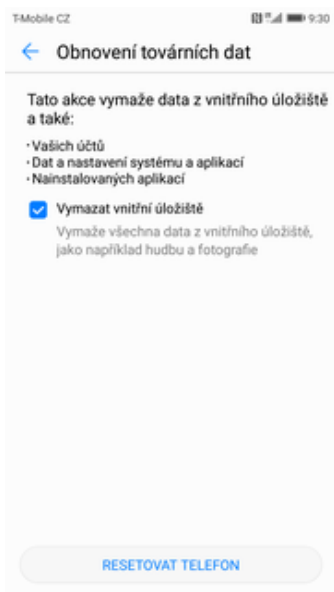 T-Mobile CZ 9:30
Obnovení továrních dat
Tato akce vymaže data z vnitřního úložiště
a také:
• Vašich účtů
• Dat a nastavení systému a aplikací
• Nainstalovaných aplikací
Vymazat vnitřní úložiště
Vymaže všechna data z vnitřního úložiště,
jako například hudbu a fotografie
RESETOVAT TELEFON